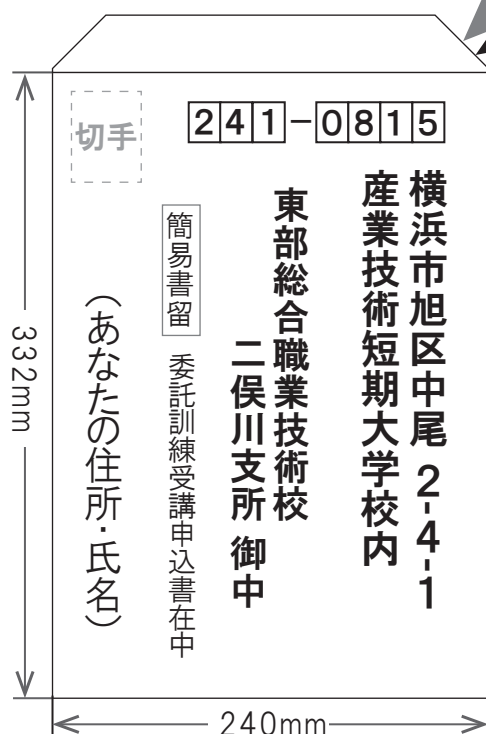 切手
241-0815
横浜市旭区中尾 2-4-1
産業技術短期大学校内
東部総合職業技術校
二俣川支所 御中
簡易書留 委託訓練受講申込書在中
(あなたの住所・氏名)
332mm
240mm